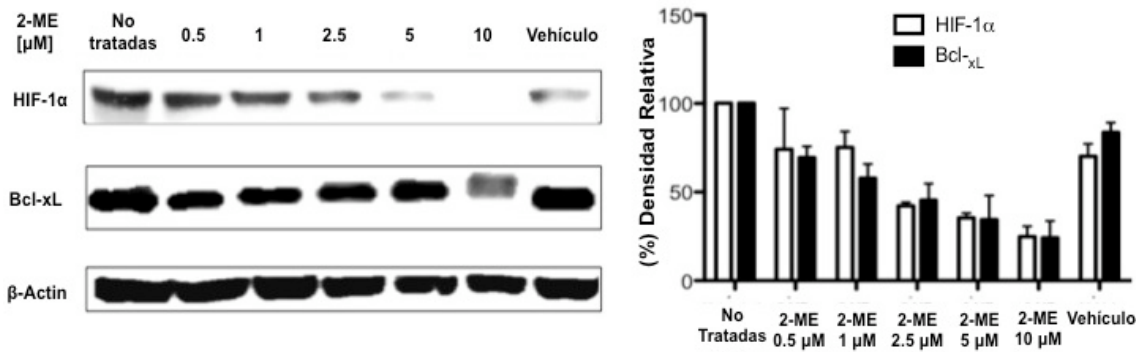 2-ME
[µM]
No
tratadas
0.5
1
2.5
5
10
Vehículo
HIF-1α
Bcl-xL
β-Actin
(%) Densidad Relativa
150
100
50
0
HIF-1α
Bcl-xL
No
Tratadas
2-ME
0.5 µM
2-ME
1 µM
2-ME
2.5 µM
2-ME
5 µM
2-ME
10 µM
Vehículo